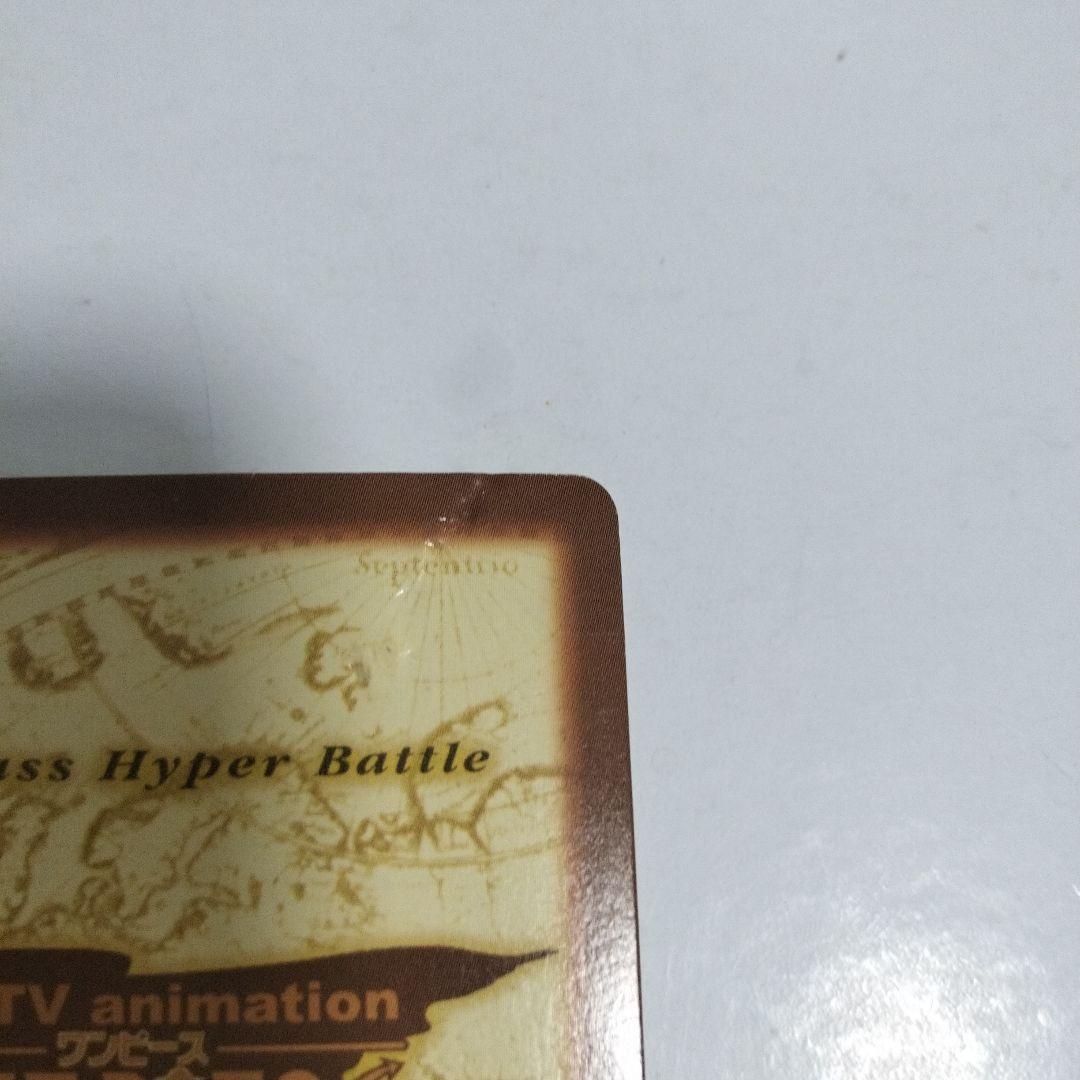 Septentrio
ass Hyper Battle
TV animation
ワンピース